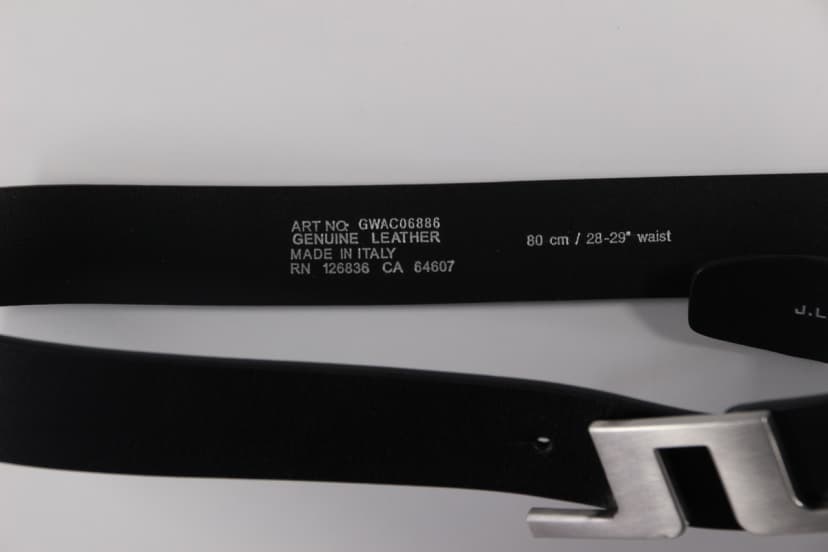 ART NO: GWAC06886
GENUINE LEATHER
MADE IN ITALY
RN 126836 CA 64607
80 cm / 28-29" waist
J.L